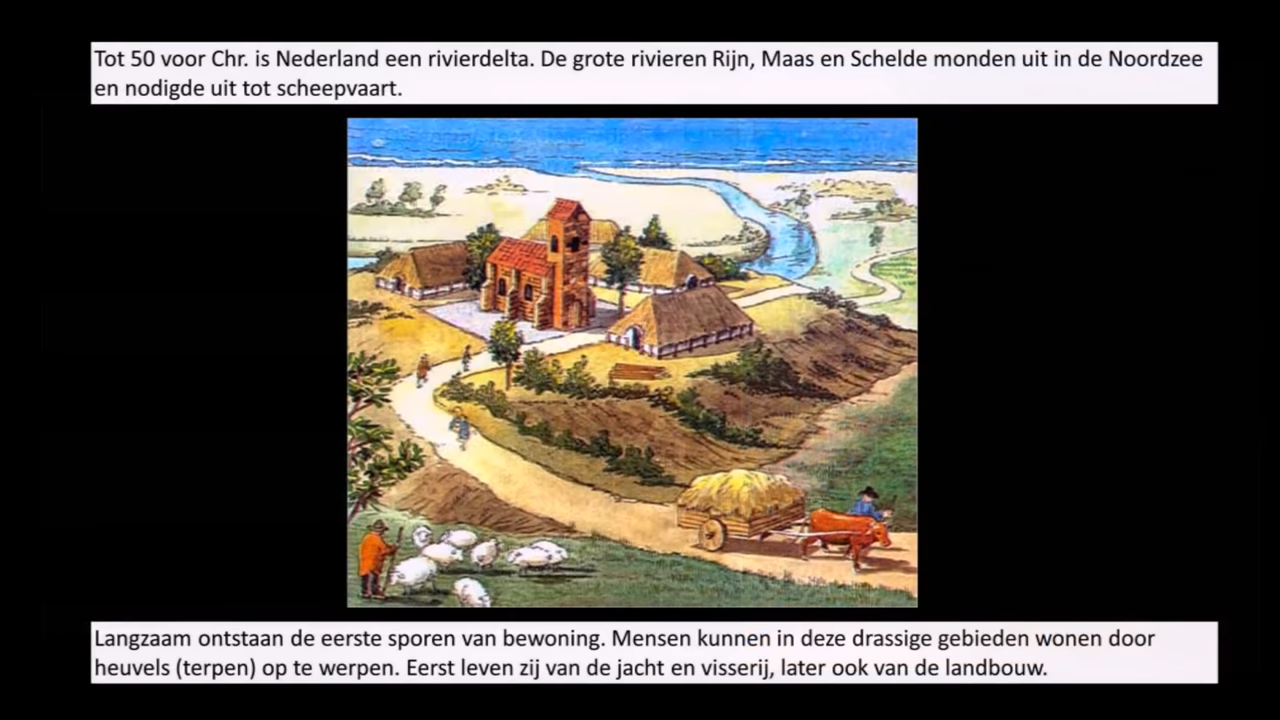 Tot 50 voor Chr. is Nederland een rivierdelta. De grote rivieren Rijn, Maas en Schelde monden uit in de Noordzee
en nodigde uit tot scheepvaart.
Langzaam ontstaan de eerste sporen van bewoning. Mensen kunnen in deze drassige gebieden wonen door
heuvels (terpen) op te werpen. Eerst leven zij van de jacht en visserij, later ook van de landbouw.